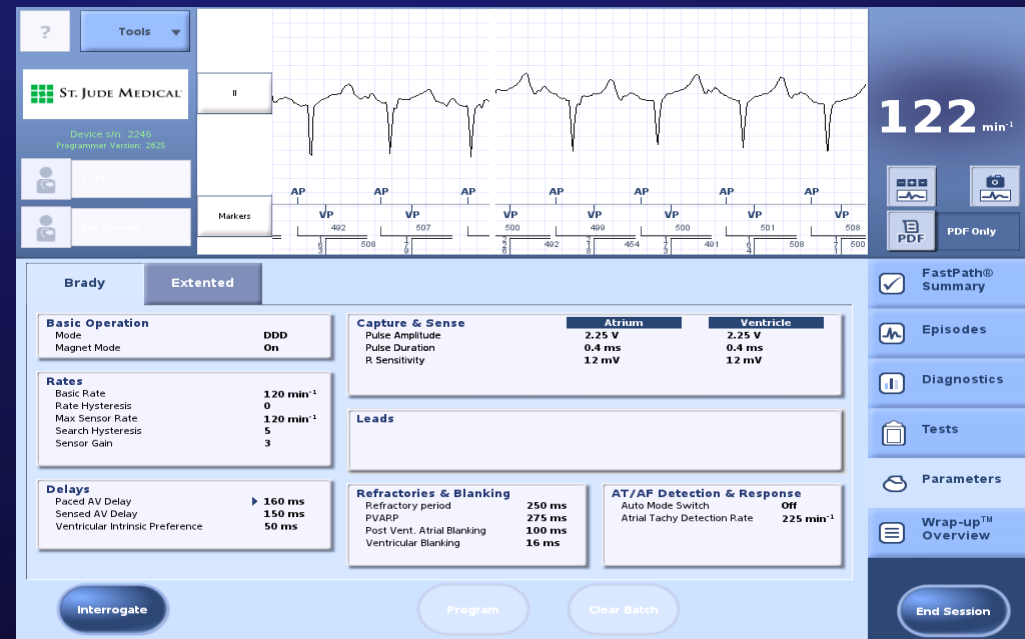 ?
Tools
ST. JUDE MEDICAL
Device s/n: 2246
Programmer Version: 2625
II
Markers
AP AP AP AP AP AP AP
VP VP VP VP VP VP VP
492 507 500 499 500 501 508
508 492 454 491 508 500
122 min-1
PDF
PDF Only
Brady
Extented
Basic Operation
Mode DDD
Magnet Mode On
Rates
Basic Rate 120 min-1
Rate Hysteresis 0
Max Sensor Rate 120 min-1
Search Hysteresis 5
Sensor Gain 3
Delays
Paced AV Delay 160 ms
Sensed AV Delay 150 ms
Ventricular Intrinsic Preference 50 ms
Capture & Sense Atrium Ventricle
Pulse Amplitude 2.25 V 2.25 V
Pulse Duration 0.4 ms 0.4 ms
R Sensitivity 12 mV 12 mV
Leads
Refractories & Blanking
Refractory period 250 ms
PVARP 275 ms
Post Vent. Atrial Blanking 100 ms
Ventricular Blanking 16 ms
AT/AF Detection & Response
Auto Mode Switch Off
Atrial Tachy Detection Rate 225 min-1
FastPath®
Summary
Episodes
Diagnostics
Tests
Parameters
Wrap-up™
Overview
Interrogate
Program
Clear Batch
End Session